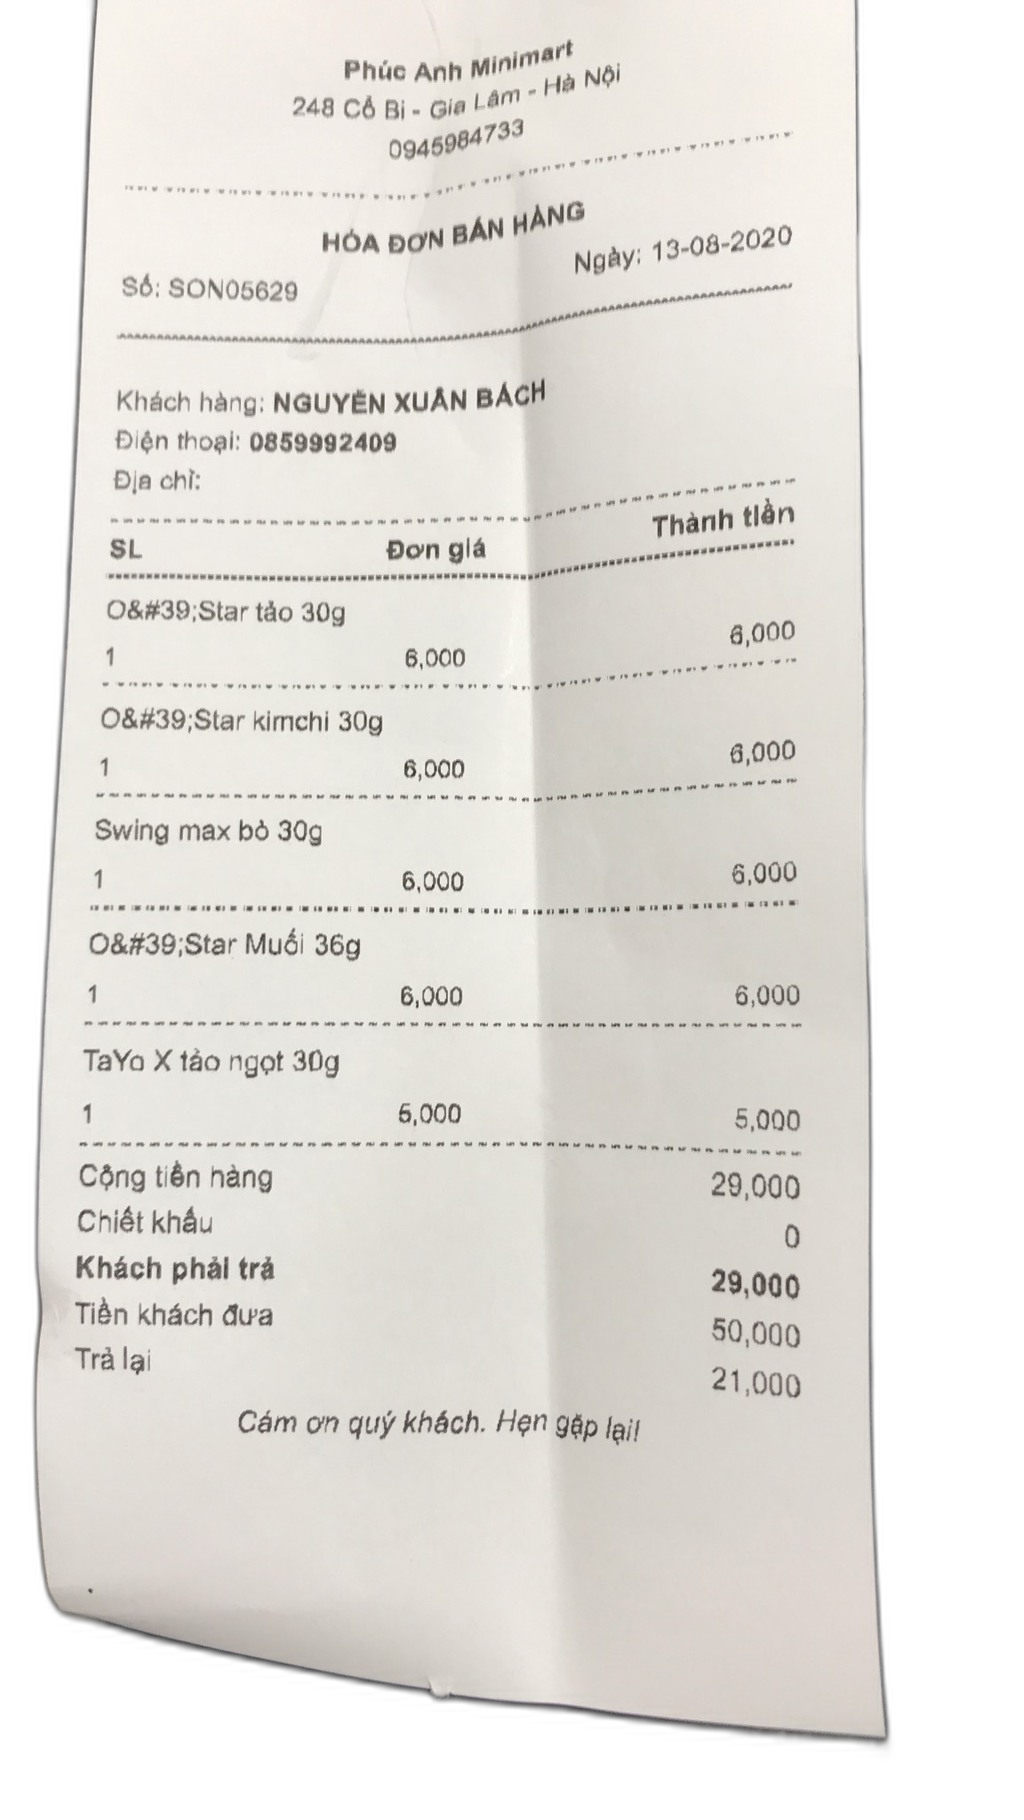 Phúc Anh Minimart
248 Cổ Bi - Gia Lâm - Hà Nội
0945984733
HÓA ĐƠN BÁN HÀNG
Số: SON05629 Ngày: 13-08-2020
Khách hàng: NGUYỄN XUÂN BÁCH
Điện thoại: 0859992409
Địa chỉ:
SL Đơn giá Thành tiền
O&#39;Star tảo 30g
1 6,000 6,000
O&#39;Star kimchi 30g
1 6,000 6,000
Swing max bò 30g
1 6,000 6,000
O&#39;Star Muối 36g
1 6,000 6,000
TaYo X tảo ngọt 30g
1 5,000 5,000
Cộng tiền hàng 29,000
Chiết khấu 0
Khách phải trả 29,000
Tiền khách đưa 50,000
Trả lại 21,000
Cám ơn quý khách. Hẹn gặp lại!